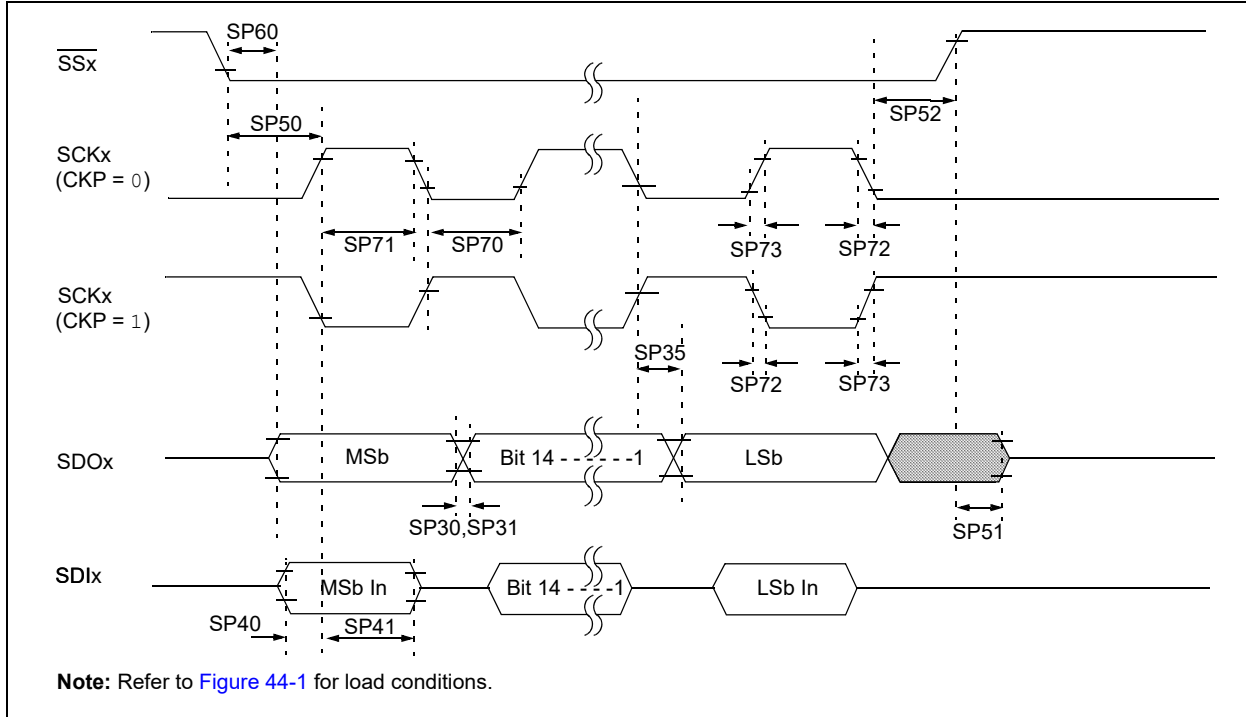 SP60
SSx
SP50
SP52
SCKx
(CKP = 0)
SP71
SP70
SP73
SP72
SCKx
(CKP = 1)
SP35
SP72
SP73
SDOx
MSb
Bit 14 - - - - - -1
LSb
SP30,SP31
SP51
SDIx
MSb In
Bit 14 - - - -1
LSb In
SP40
SP41
Note: Refer to Figure 44-1 for load conditions.